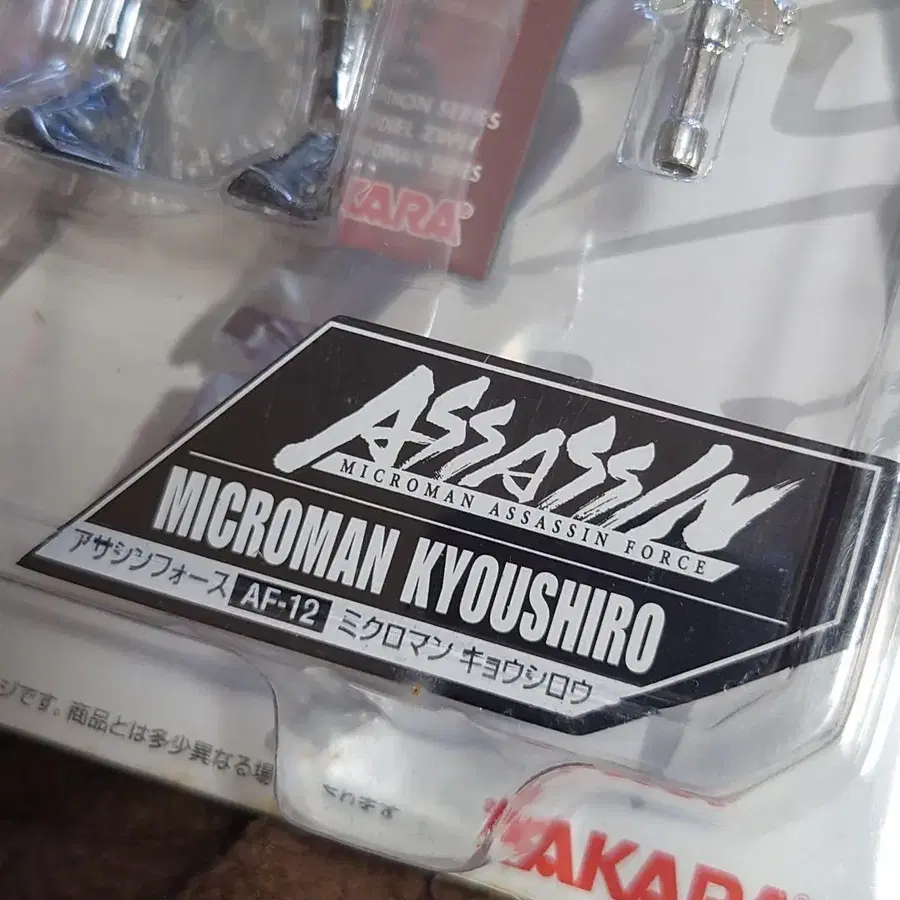 SERIES
KARA®
ASSASSIN
MICROMAN ASSASSIN FORCE
MICROMAN KYOUSHIRO
アサシンフォース AF-12 ミクロマン キョウシロウ
ジです。商品とは多少異なる場
TAKARA®